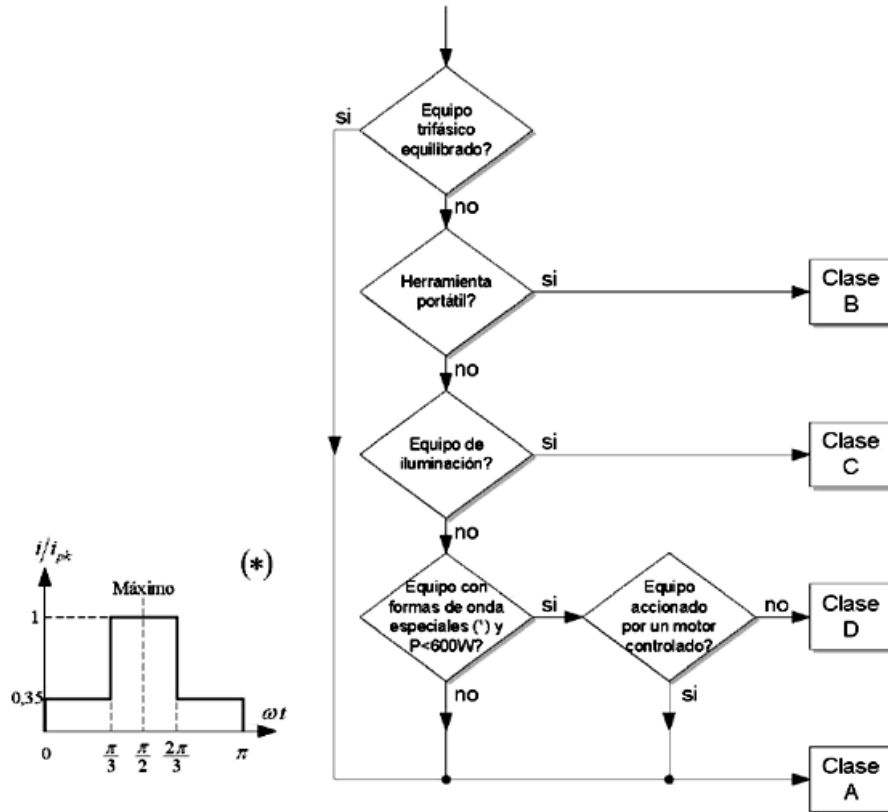 Equipo
trifásico
equilibrado?
si
no
Herramienta
portátil?
si
Clase
B
no
Equipo de
iluminación?
si
Clase
C
no
Equipo con
formas de onda
especiales (*) y
P<600W?
si
Equipo
accionado
por un motor
controlado?
no
Clase
D
no
si
Clase
A
i/i_pk
(*)
Máximo
1
0,35
ωt
0
π/3
π/2
2π/3
π